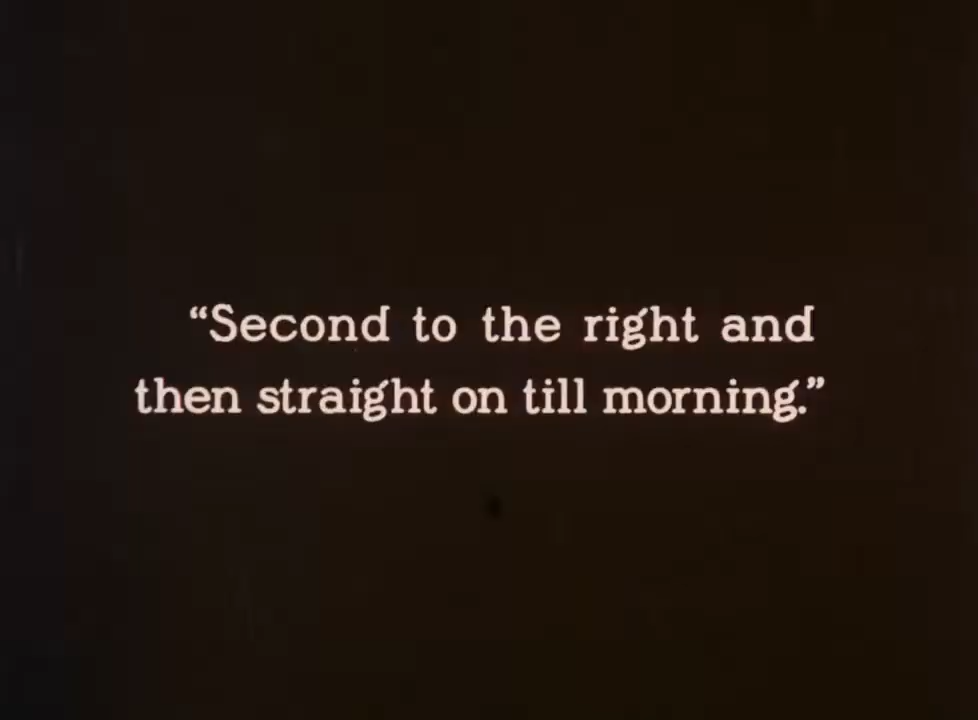 “Second to the right and
then straight on till morning.”